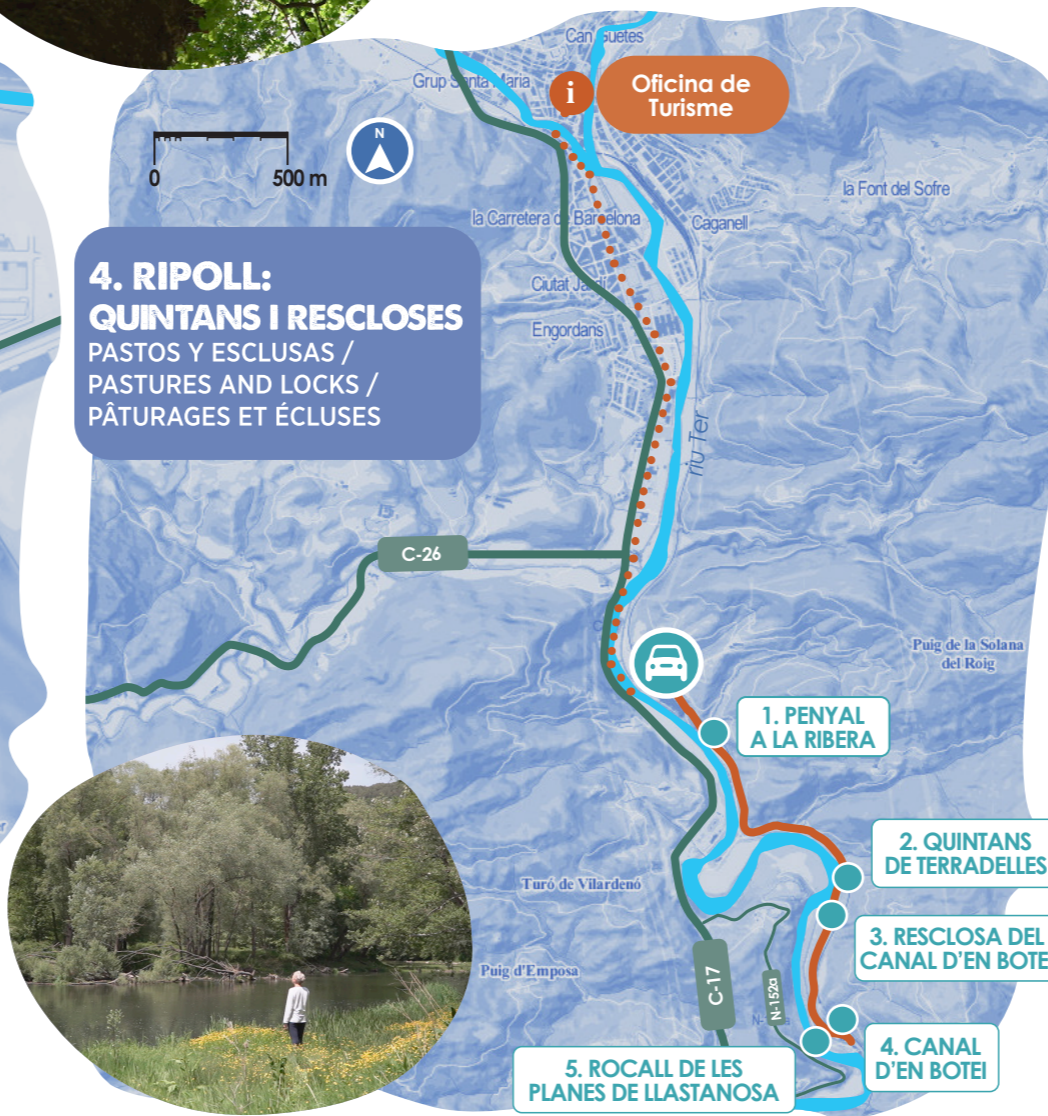 Can Guetes
Grup Santa Maria
i
Oficina de
Turisme
N
0
500 m
la Font del Sofre
la Carretera de Barcelona
Caganell
4. RIPOLL:
QUINTANS I RESCLOSES
PASTOS Y ESCLUSAS /
PASTURES AND LOCKS /
PÂTURAGES ET ÉCLUSES
Ciutat Jardí
Engordans
riu Ter
C-26
Puig de la Solana
del Roig
1. PENYAL
A LA RIBERA
2. QUINTANS
DE TERRADELLES
Turó de Vilardenó
3. RESCLOSA DEL
CANAL D'EN BOTE
Puig d'Emposa
C-17
N-152a
4. CANAL
D'EN BOTEI
5. ROCALL DE LES
PLANES DE LLASTANOSA